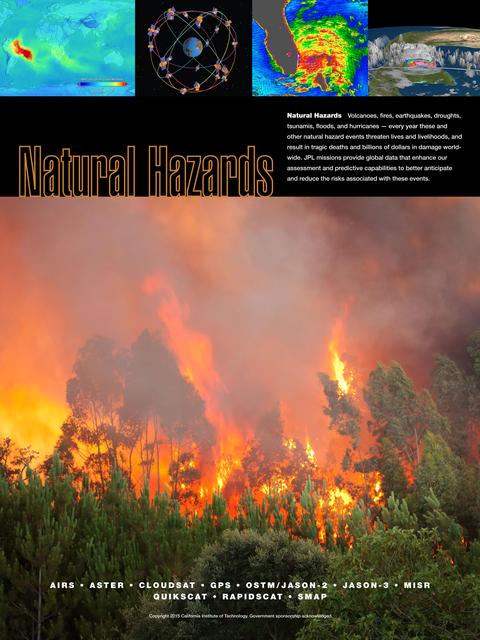 Natural Hazards Volcanoes, fires, earthquakes, droughts,
tsunamis, floods, and hurricanes — every year these and
other natural hazard events threaten lives and livelihoods, and
result in tragic deaths and billions of dollars in damage world-
wide. JPL missions provide global data that enhance our
assessment and predictive capabilities to better anticipate
and reduce the risks associated with these events.
Natural Hazards
AIRS • ASTER • CLOUDSAT • GPS • OSTM/JASON-2 • JASON-3 • MISR
QUIKSCAT • RAPIDSCAT • SMAP
Copyright 2015 California Institute of Technology. Government sponsorship acknowledged.